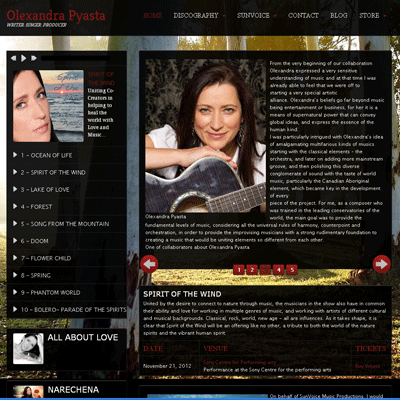 Olexandra Pyasta
WRITER SINGER PRODUCER
HOME
DISCOGRAPHY
SUNVOICE
CONTACT
BLOG
STORE
SPIRIT OF
THE WIND
Uniting Co-
Creators in
helping to
heal the
world with
Love and
Music...
1 – OCEAN OF LIFE
2 – SPIRIT OF THE WIND
3 – LAKE OF LOVE
4 – FOREST
5 – SONG FROM THE MOUNTAIN
6 – DOOM
7 – FLOWER CHILD
8 – SPRING
9 – PHANTOM WORLD
10 – BOLERO– PARADE OF THE SPIRITS
ALL ABOUT LOVE
NARECHENA
From the very beginning of our collaboration
Olexandra expressed a very sensitive
understanding of music and at that time I was
already able to feel that we were off to
starting a very special artistic
alliance. Olexandra's beliefs go far beyond music
being entertainment or business, for her it is a
means of supernatural power that can convey
global ideas, and express the essence of the
human kind.
I was particularly intrigued with Olexandra's idea
of amalgamating multifarious kinds of musics
starting with the classical elements – the
orchestra, and later on adding more mainstream
groove, and then polishing this diverse
conglomerate of sound with the taste of world
music, particularly the Canadian Aboriginal
element, which became key in the development
of every
piece of the project. For me, as a composer who
was trained in the leading conservatories of the
world, the main goal was to provide the
Olexandra Pyasta
fundamental levels of music, considering all the universal rules of harmony, counterpoint and
orchestration, in order to provide the improvising musicians with a strong rudimentary foundation to
creating a music that would be uniting elements so different from each other
One of collaborators about Olexandra Pyasta
1 2 4 5
SPIRIT OF THE WIND
United by the desire to connect to nature through music, the musicians in the show also have in common
their ability and love for working in multiple genres of music, and working with artists of different cultural
and musical backgrounds. Classical, rock, world, new age – all are influences. As it takes shape, it is
clear that Spirit of the Wind will be an offering like no other, a tribute to both the world of the nature
spirits and the vibrant human spirit.
DATE
VENUE
TICKETS
November 21, 2012
Sony Centre for performing arts
Performance at the Sony Centre for the performing arts
Buy tickets
On behalf of SunVoice Music Productions, I would